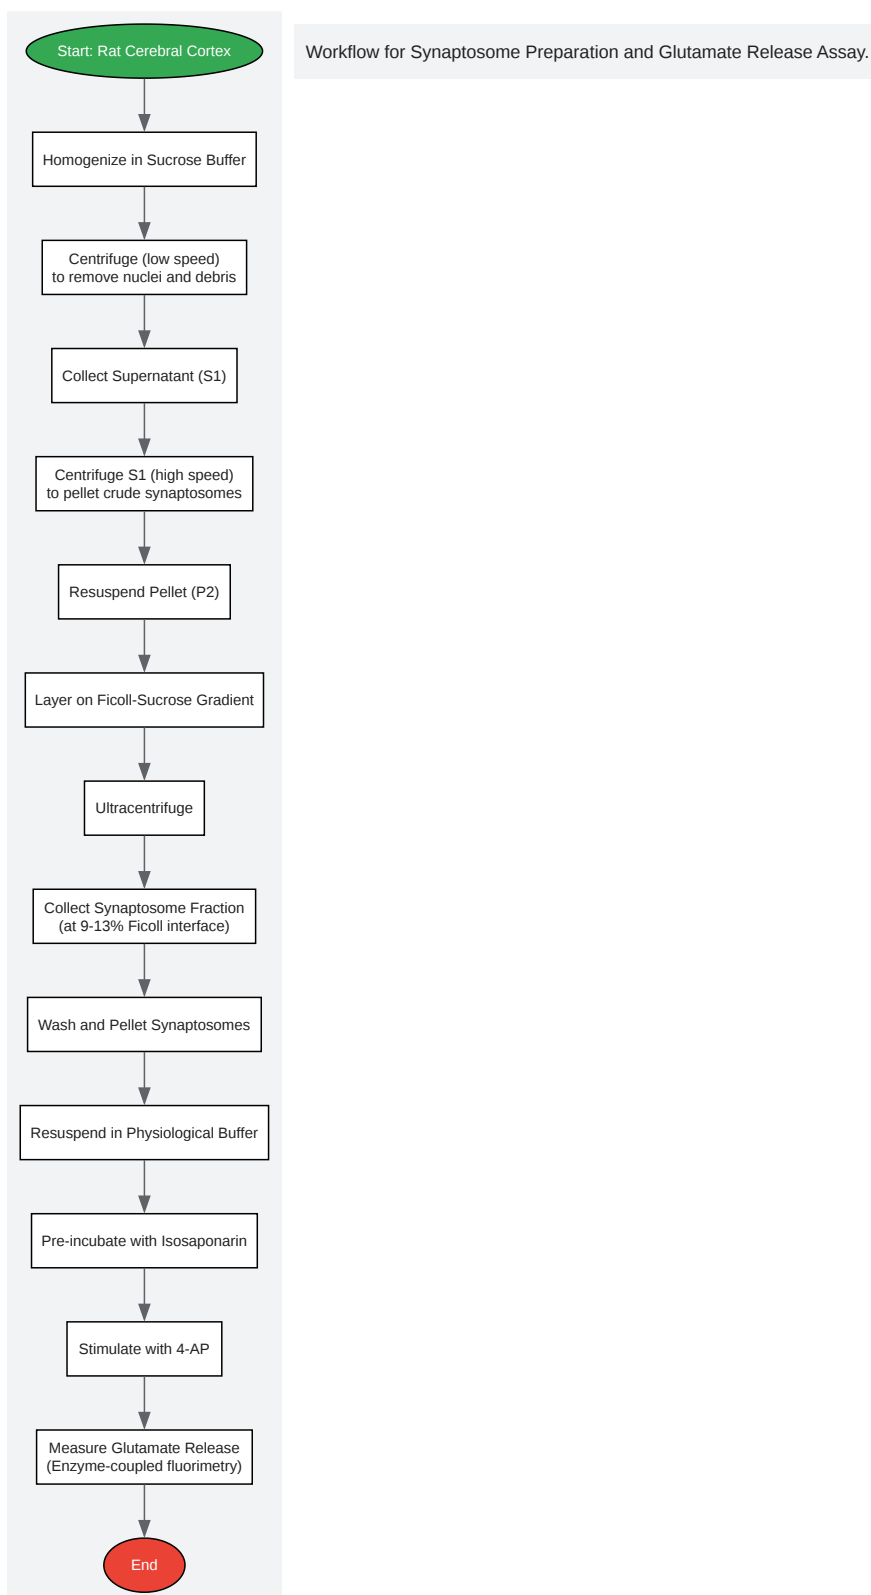 Start: Rat Cerebral Cortex
Workflow for Synaptosome Preparation and Glutamate Release Assay.
Homogenize in Sucrose Buffer
Centrifuge (low speed)
to remove nuclei and debris
Collect Supernatant (S1)
Centrifuge S1 (high speed)
to pellet crude synaptosomes
Resuspend Pellet (P2)
Layer on Ficoll-Sucrose Gradient
Ultracentrifuge
Collect Synaptosome Fraction
(at 9-13% Ficoll interface)
Wash and Pellet Synaptosomes
Resuspend in Physiological Buffer
Pre-incubate with Isosaponarin
Stimulate with 4-AP
Measure Glutamate Release
(Enzyme-coupled fluorimetry)
End